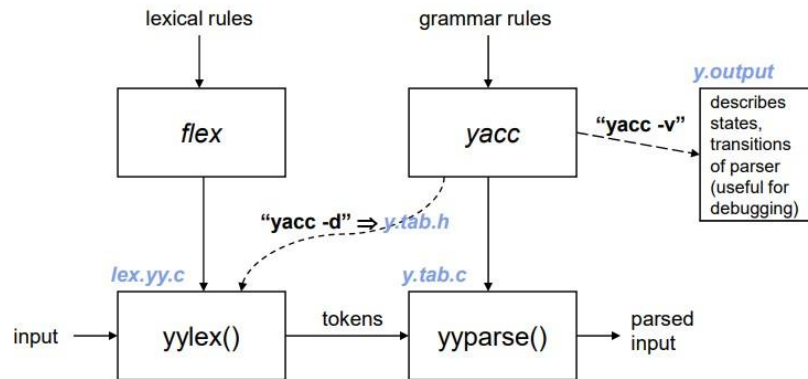 lexical rules
grammar rules
y.output
flex
yacc
“yacc -v”
describes
states,
transitions
of parser
(useful for
debugging)
“yacc -d” ⇒ y.tab.h
lex.yy.c
y.tab.c
input
yylex()
tokens
yyparse()
parsed
input